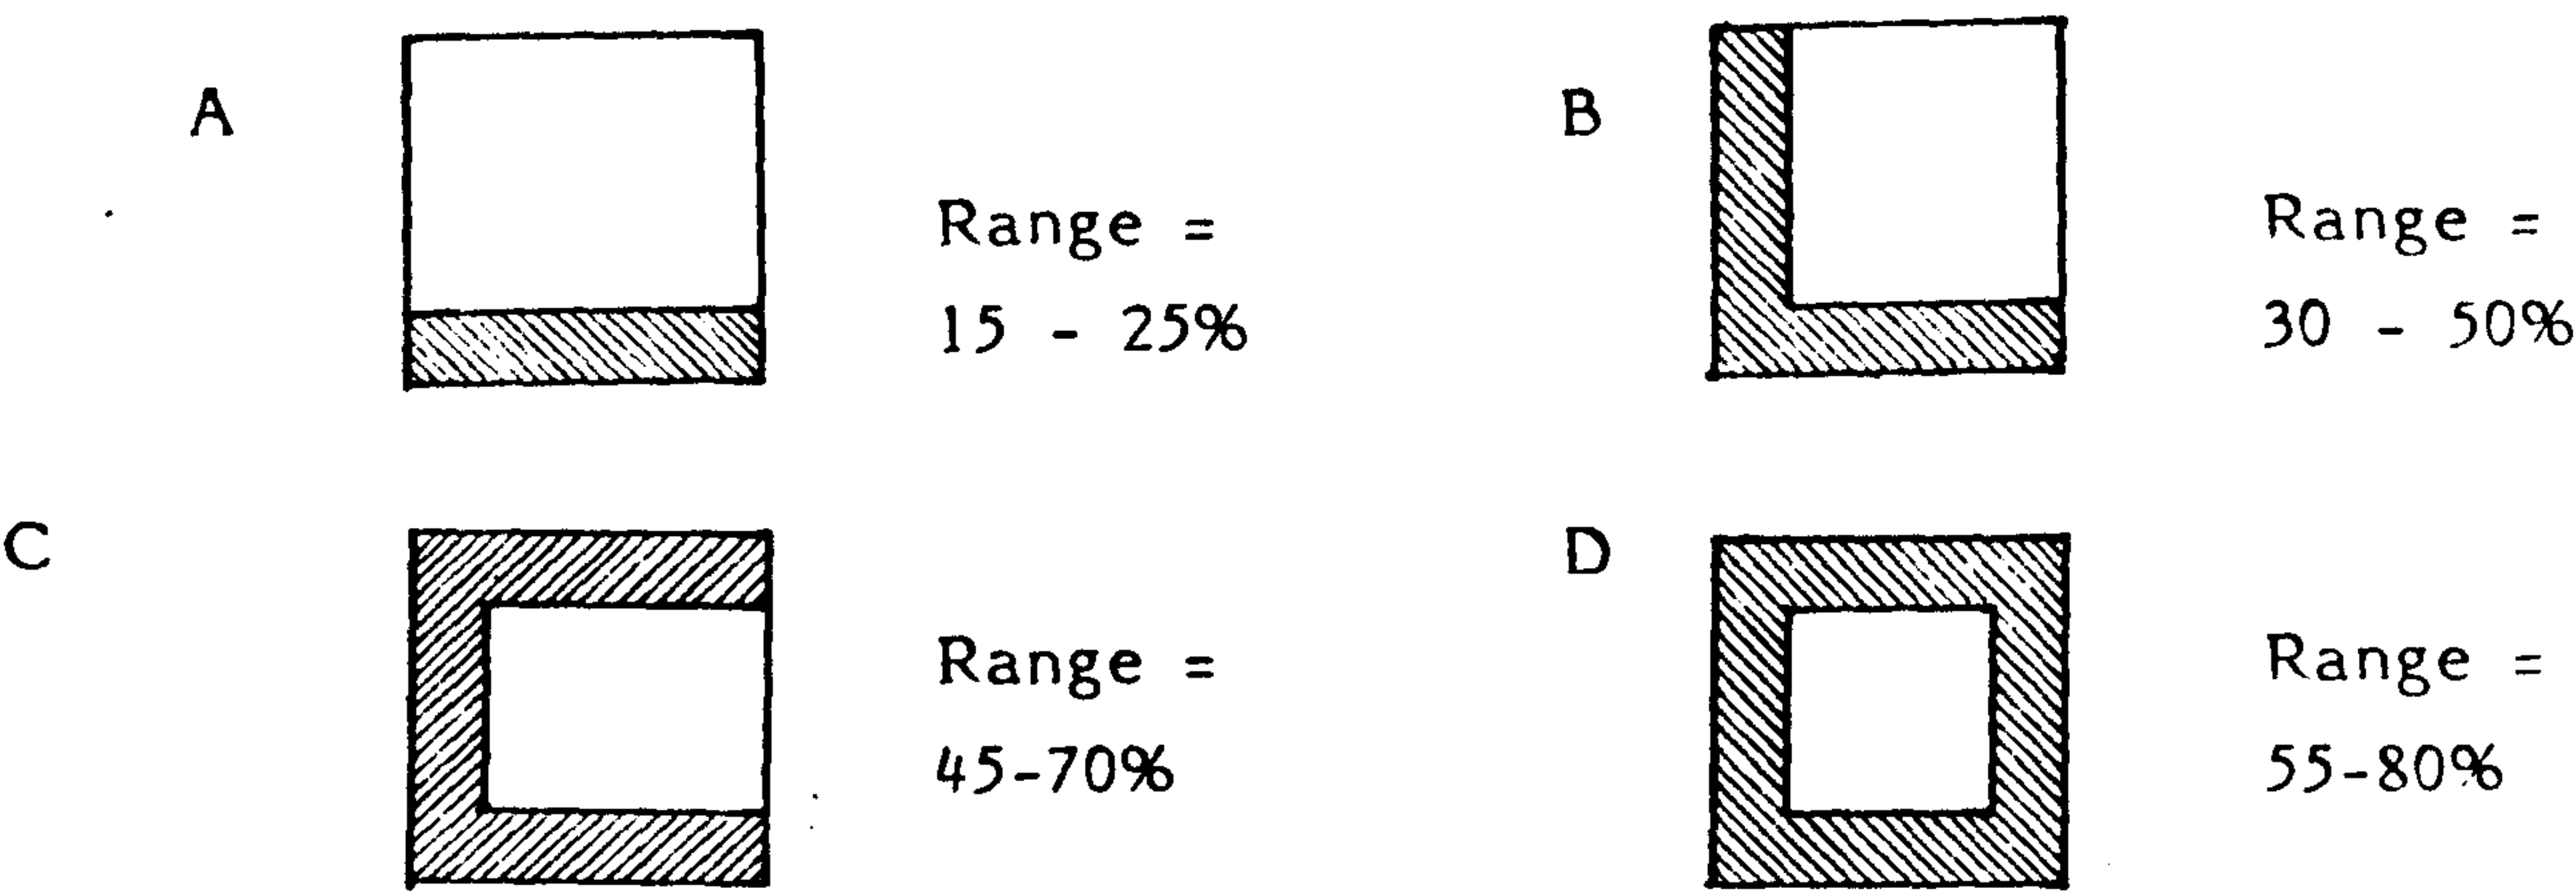 A
Range =
15 - 25%
B
Range =
30 - 50%
C
Range =
45-70%
D
Range =
55-80%